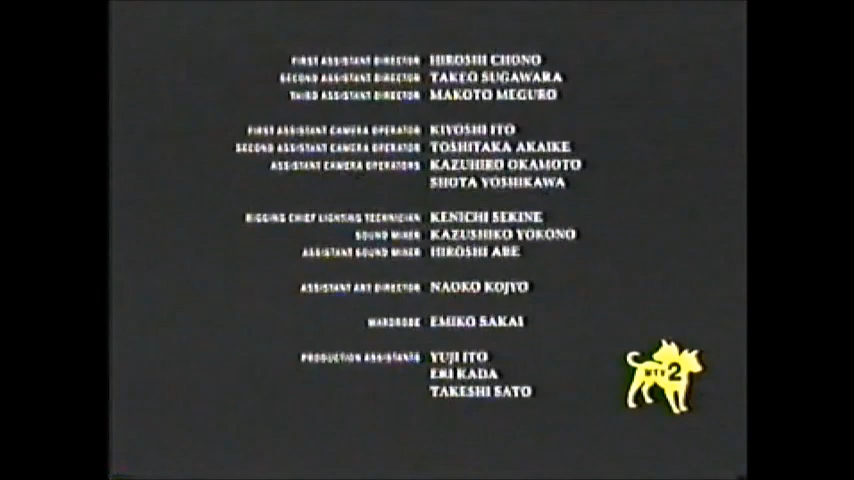 FIRST ASSISTANT DIRECTOR HIROSHI CHONO
SECOND ASSISTANT DIRECTOR TAKEO SUGAWARA
THIRD ASSISTANT DIRECTOR MAKOTO MEGURO
FIRST ASSISTANT CAMERA OPERATOR KIYOSHI ITO
SECOND ASSISTANT CAMERA OPERATOR TOSHITAKA AKAIKE
ASSISTANT CAMERA OPERATORS KAZUHIRO OKAMOTO
SHOTA YOSHIKAWA
RIGGING CHIEF LIGHTING TECHNICIAN KENICHI SEKINE
SOUND MIXER KAZUSHIKO YOKONO
ASSISTANT SOUND MIXER HIROSHI ABE
ASSISTANT ART DIRECTOR NAOKO KOJYO
WARDROBE EMIKO SAKAI
PRODUCTION ASSISTANTS YUJI ITO
ERI KADA
TAKESHI SATO
MTV2